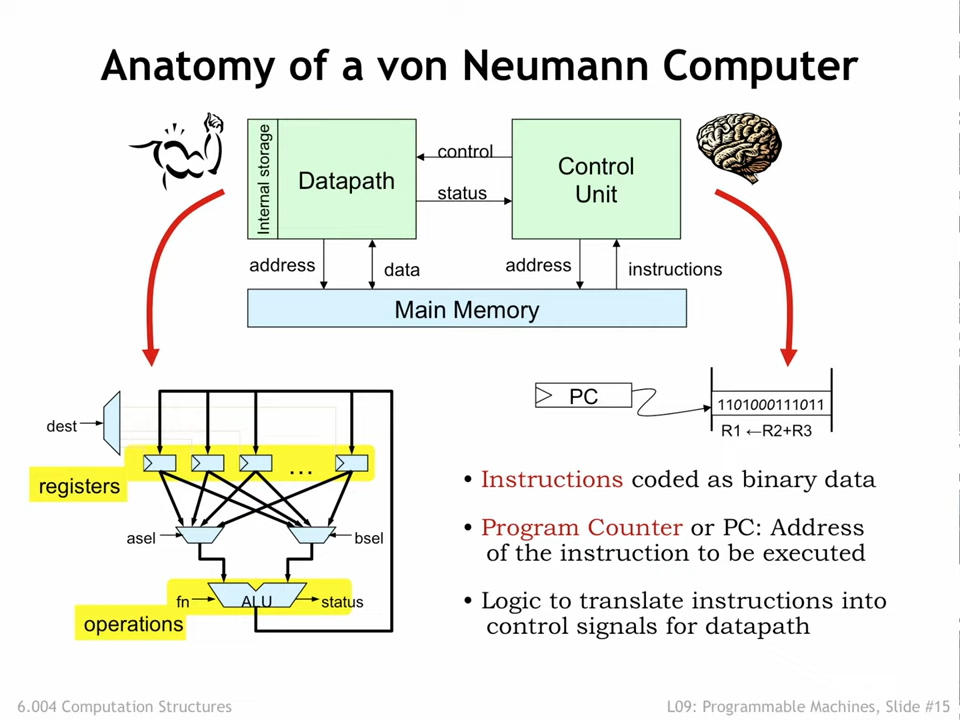 Anatomy of a von Neumann Computer
Internal storage
Datapath
control
status
Control
Unit
address
data
address
instructions
Main Memory
dest
registers
...
asel
bsel
fn
ALU
status
operations
PC
1101000111011
R1 ←R2+R3
• Instructions coded as binary data
• Program Counter or PC: Address
of the instruction to be executed
• Logic to translate instructions into
control signals for datapath
6.004 Computation Structures
L09: Programmable Machines, Slide #15